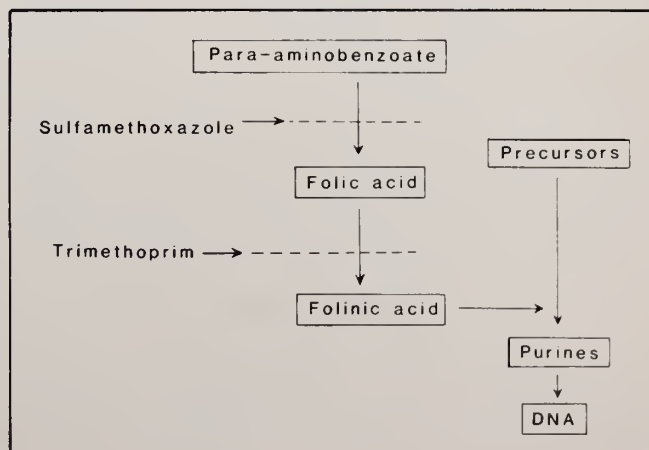 Para-aminobenzoate
Sulfamethoxazole
Precursors
Folic acid
Trimethoprim
Folinic acid
Purines
DNA